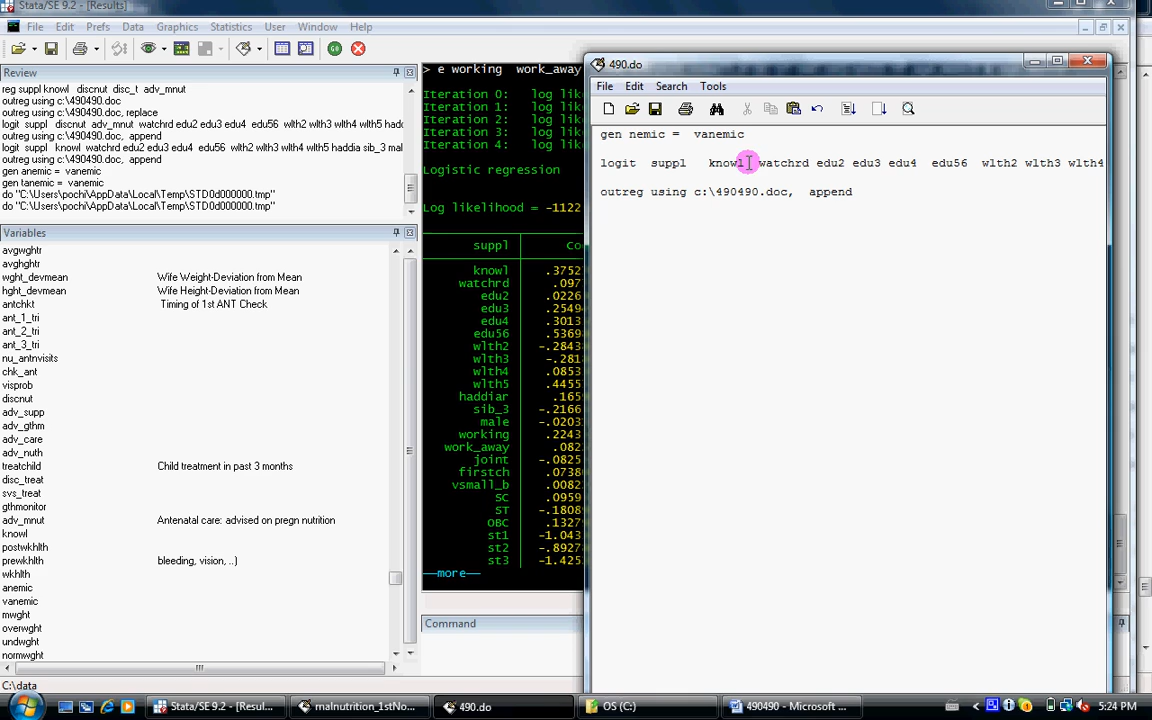 Stata/SE 9.2 - [Results]
File Edit Prefs Data Graphics Statistics User Window Help
Review
reg suppl knowl discnut disc_t adv_mnut
outreg using c:\490490.doc
outreg using c:\490490.doc, replace
logit suppl discnut adv_mnut watchrd edu2 edu3 edu4 edu56 wlth2 wlth3 wlth4 wlth5 hadd
outreg using c:\490490.doc, append
logit suppl knowl watchrd edu2 edu3 edu4 edu56 wlth2 wlth3 wlth4 wlth5 haddia sib_3 mal
outreg using c:\490490.doc, append
gen anemic = vanemic
gen tanemic = vanemic
do "C:\Users\pochi\AppData\Local\Temp\STD0d000000.tmp"
do "C:\Users\pochi\AppData\Local\Temp\STD0d000000.tmp"
Variables
avgwghtr
avghghtr
wght_devmean Wife Weight-Deviation from Mean
hght_devmean Wife Height-Deviation from Mean
antchkt Timing of 1st ANT Check
ant_1_tri
ant_2_tri
ant_3_tri
nu_antnvisits
chk_ant
visprob
discnut
adv_supp
adv_gthm
adv_care
adv_nuth
treatchild Child treatment in past 3 months
disc_treat
svs_treat
gthmonitor
adv_mnut Antenatal care: advised on pregn nutrition
knowl
postwkhlth
prewkhlth bleeding, vision, ..)
wkhlth
anemic
vanemic
mwght
overwght
undwght
normwght
> e working work_away
Iteration 0: log like
Iteration 1: log like
Iteration 2: log like
Iteration 3: log like
Iteration 4: log like
Logistic regression
Log likelihood = -1122
suppl Co
knowl .3752
watchrd .097
edu2 .0226
edu3 .2549
edu4 .3013
edu56 .5369
wlth2 -.2843
wlth3 -.281
wlth4 .0853
wlth5 .4455
haddiar .165
sib_3 -.2166
male -.0203
working .2243
work_away .082
joint -.0825
firstch .0738
vsmall_b .0082
SC .0959
ST -.1808
OBC .1327
st1 -1.043
st2 -.8927
st3 -1.425
—more—
Command
490.do
File Edit Search Tools
gen nemic = vanemic
logit suppl knowl watchrd edu2 edu3 edu4 edu56 wlth2 wlth3 wlth4
outreg using c:\490490.doc, append
C:\data
Stata/SE 9.2 - [Resul...
malnutrition_1stNo...
490.do
OS (C:)
490490 - Microsoft ...
5:24 PM